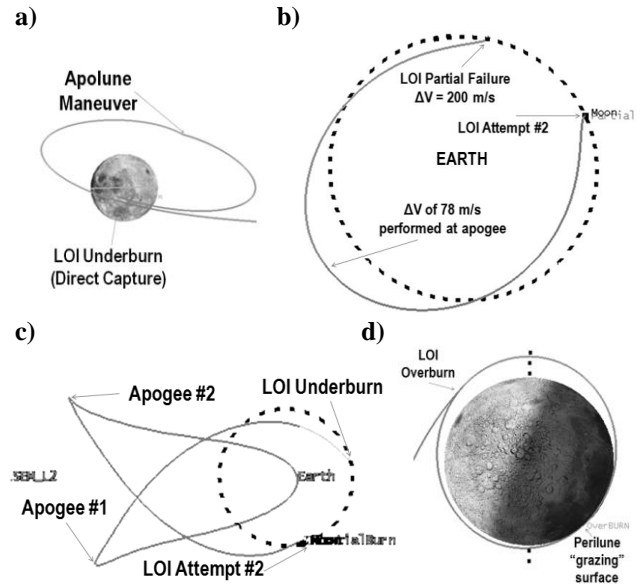 a)
Apolune
Maneuver
LOI Underburn
(Direct Capture)
b)
LOI Partial Failure
ΔV = 200 m/s
Moon
LOI Attempt #2
EARTH
ΔV of 78 m/s
performed at apogee
c)
LOI Underburn
Apogee #2
Earth
Apogee #1
LOI Attempt #2
d)
LOI
Overburn
OverBURN
Perilune
"grazing"
surface